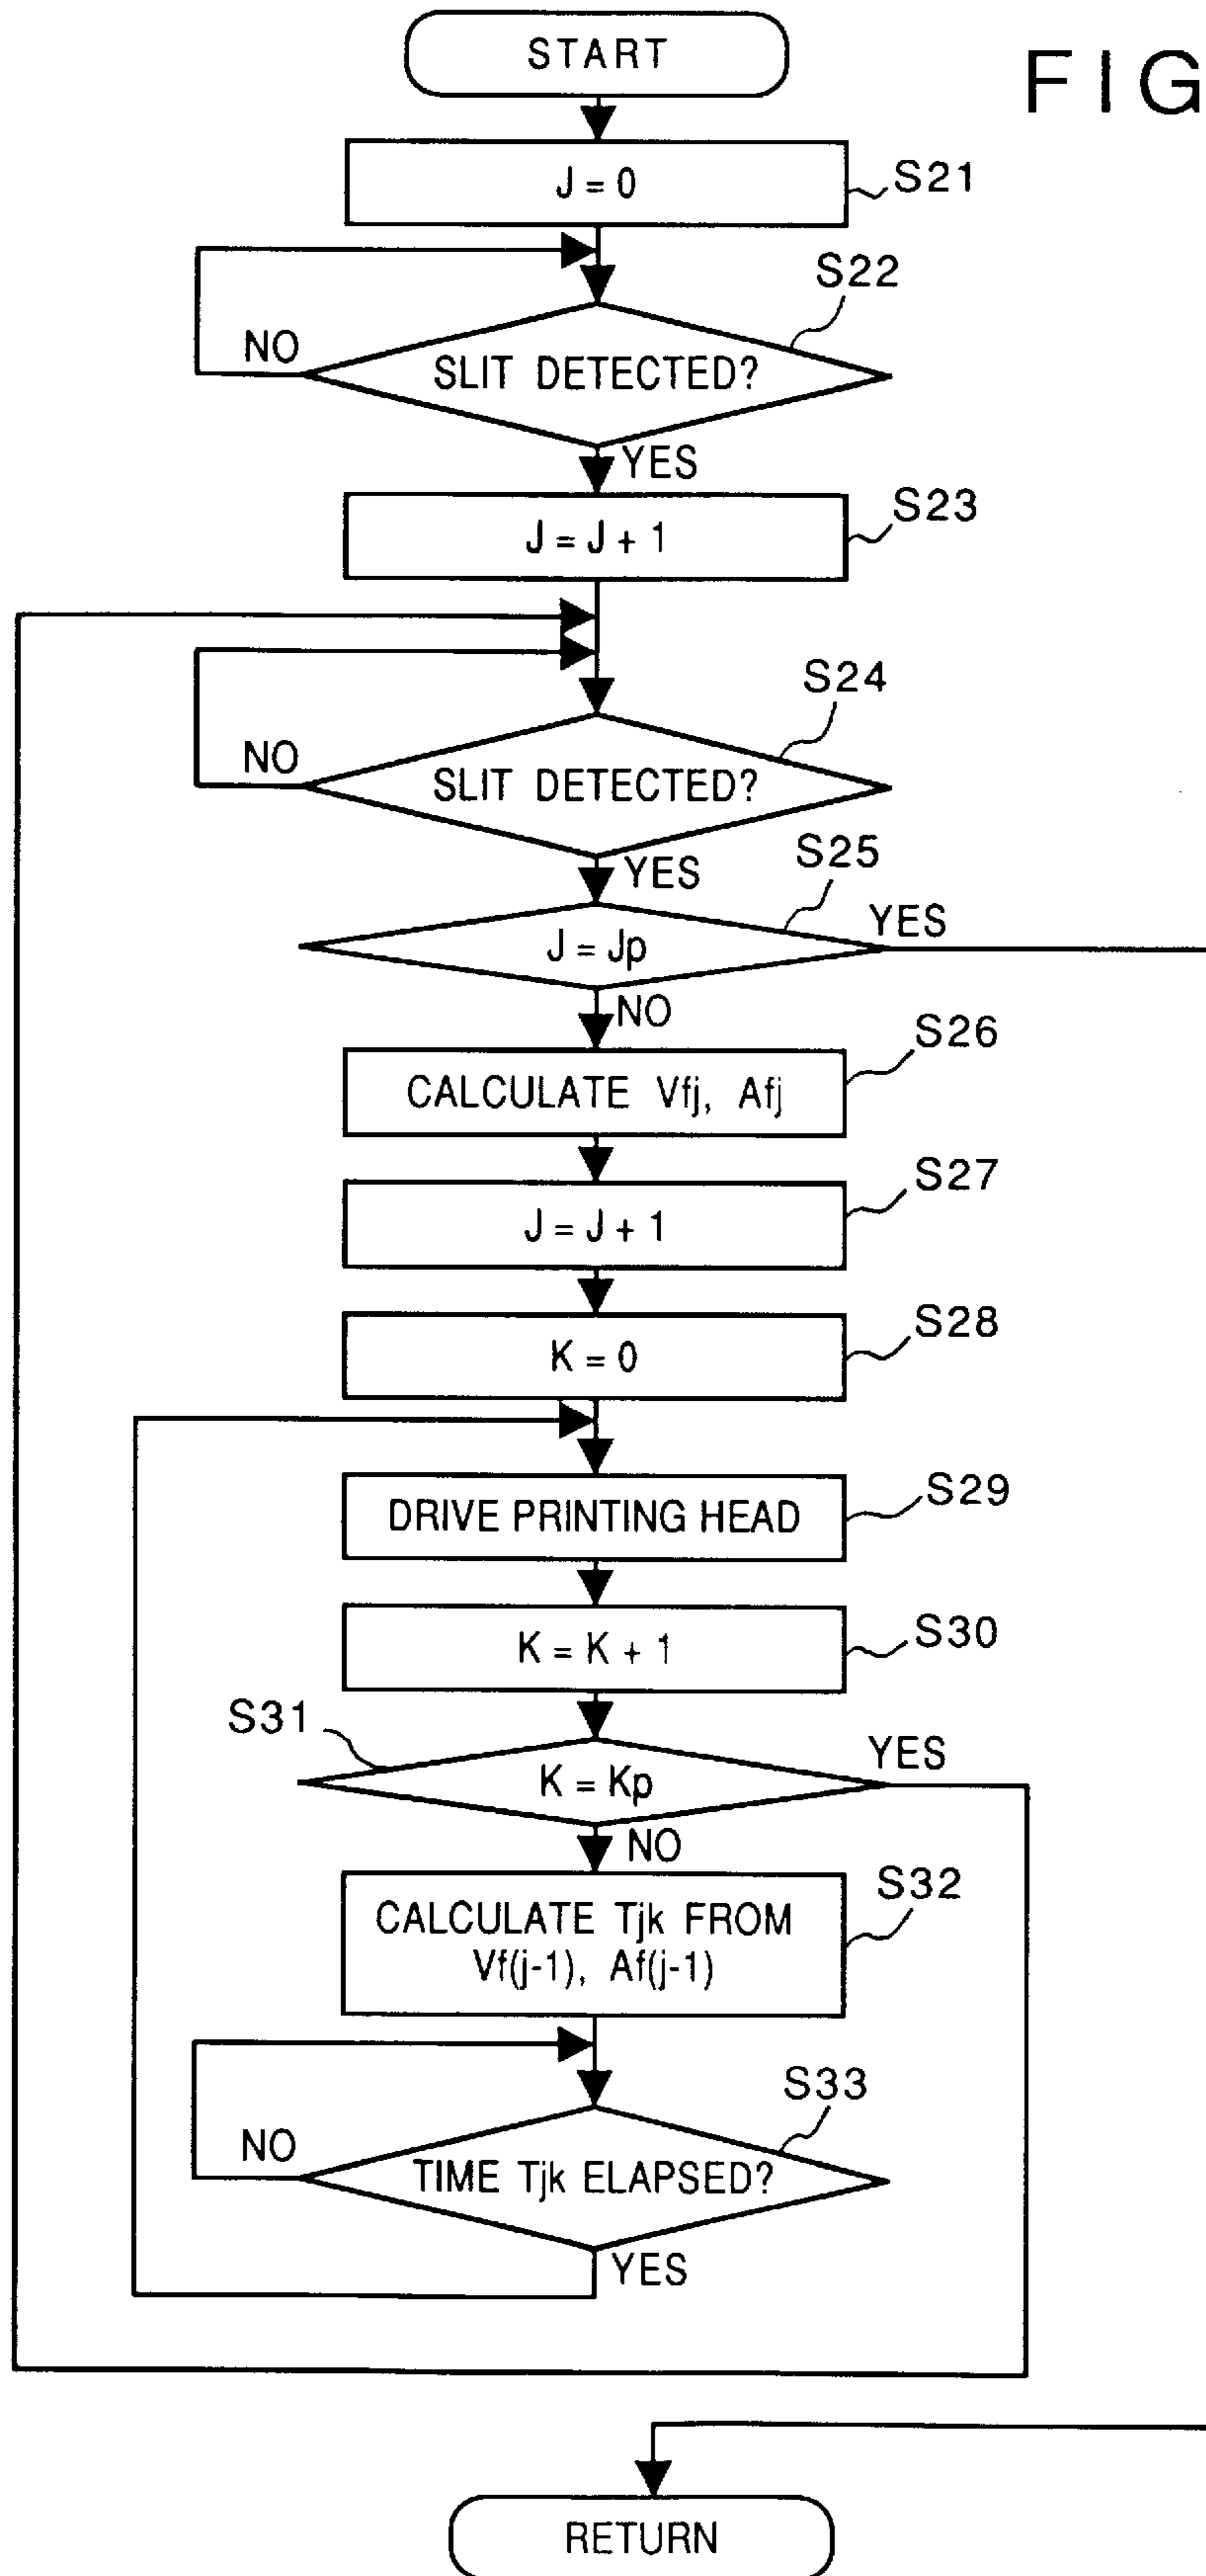 START
FIG
J = 0
S21
S22
NO
SLIT DETECTED?
YES
S23
J = J + 1
S24
NO
SLIT DETECTED?
YES
S25
J = Jp
YES
NO
S26
CALCULATE Vfj, Afj
S27
J = J + 1
S28
K = 0
S29
DRIVE PRINTING HEAD
S30
K = K + 1
S31
K = Kp
YES
NO
S32
CALCULATE Tjk FROM
Vf(j-1), Af(j-1)
S33
NO
TIME Tjk ELAPSED?
YES
RETURN